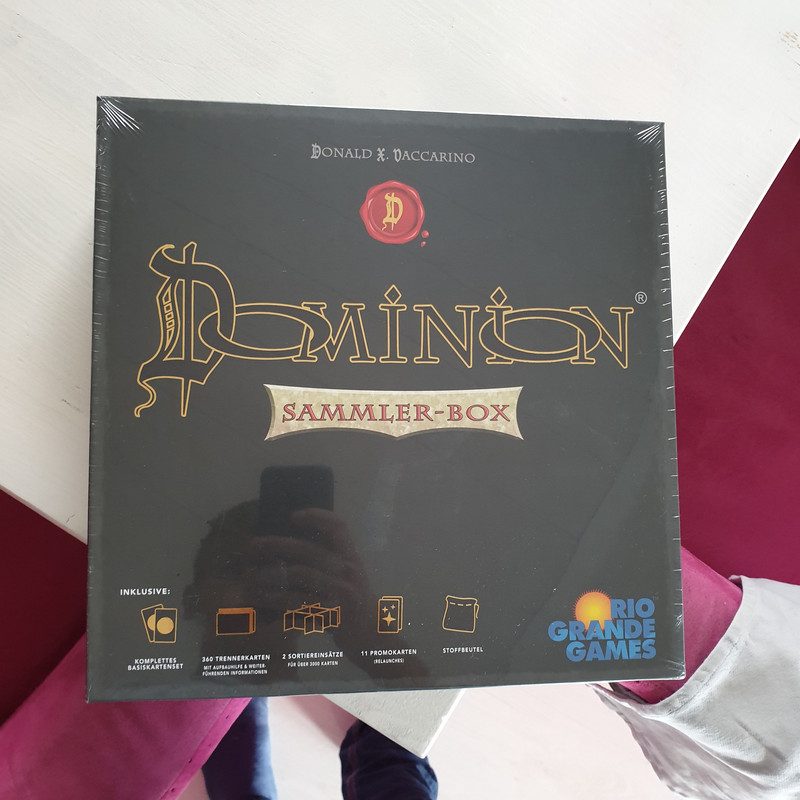 DONALD X. VACCARINO
D
DOMINION®
SAMMLER-BOX
INKLUSIVE:
KOMPLETTES
BASISKARTENSET
360 TRENNERKARTEN
MIT AUFBAUHILFE & WEITER-
FÜHRENDEN INFORMATIONEN
2 SORTIEREINSÄTZE
FÜR ÜBER 2000 KARTEN
11 PROMOKARTEN
(RELAUNCHES)
STOFFBEUTEL
RIO
GRANDE
GAMES